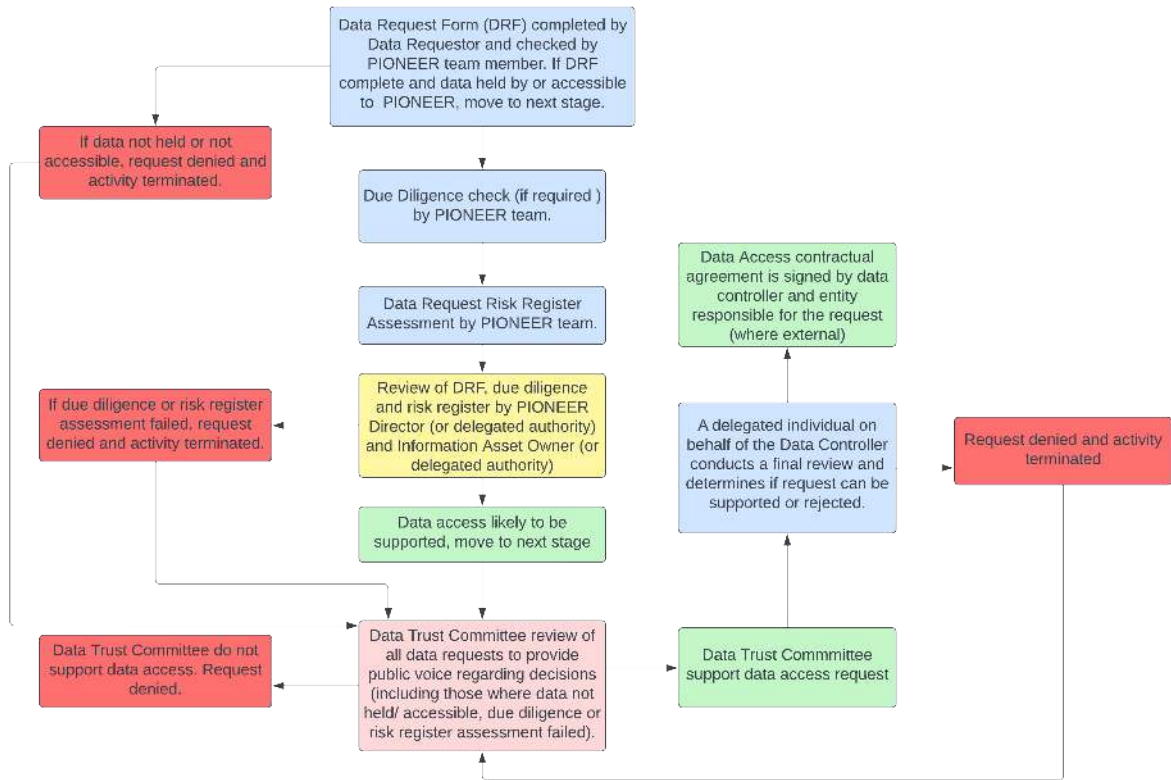 Data Request Form (DRF) completed by
Data Requestor and checked by
PIONEER team member. If DRF
complete and data held by or accessible
to PIONEER, move to next stage.
If data not held or not
accessible, request denied and
activity terminated.
Due Diligence check (if required )
by PIONEER team.
Data Access contractual
agreement is signed by data
controller and entity
responsible for the request
(where external)
Data Request Risk Register
Assessment by PIONEER team.
If due diligence or risk register
assessment failed, request
denied and activity terminated.
Review of DRF, due diligence
and risk register by PIONEER
Director (or delegated authority)
and Information Asset Owner (or
delegated authority)
A delegated individual on
behalf of the Data Controller
conducts a final review and
determines if request can be
supported or rejected.
Request denied and activity
terminated
Data access likely to be
supported, move to next stage
Data Trust Committee do not
support data access. Request
denied.
Data Trust Committee review of
all data requests to provide
public voice regarding decisions
(including those where data not
held/ accessible, due diligence or
risk register assessment failed).
Data Trust Commmittee
support data access request